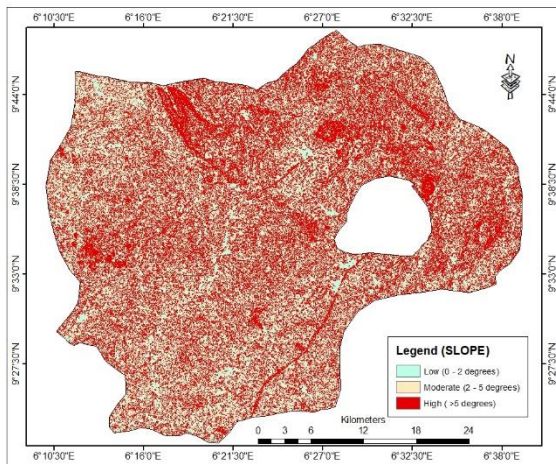 6°10'30"E 6°16'0"E 6°21'30"E 6°27'0"E 6°32'30"E 6°38'0"E
N
9°44'0"N 9°44'0"N
9°38'30"N 9°38'30"N
9°33'0"N 9°33'0"N
9°27'30"N 9°27'30"N
Legend (SLOPE)
Low (0 - 2 degrees)
Moderate (2 - 5 degrees)
High ( >5 degrees)
Kilometers
0 3 6 12 18 24
6°10'30"E 6°16'0"E 6°21'30"E 6°27'0"E 6°32'30"E 6°38'0"E